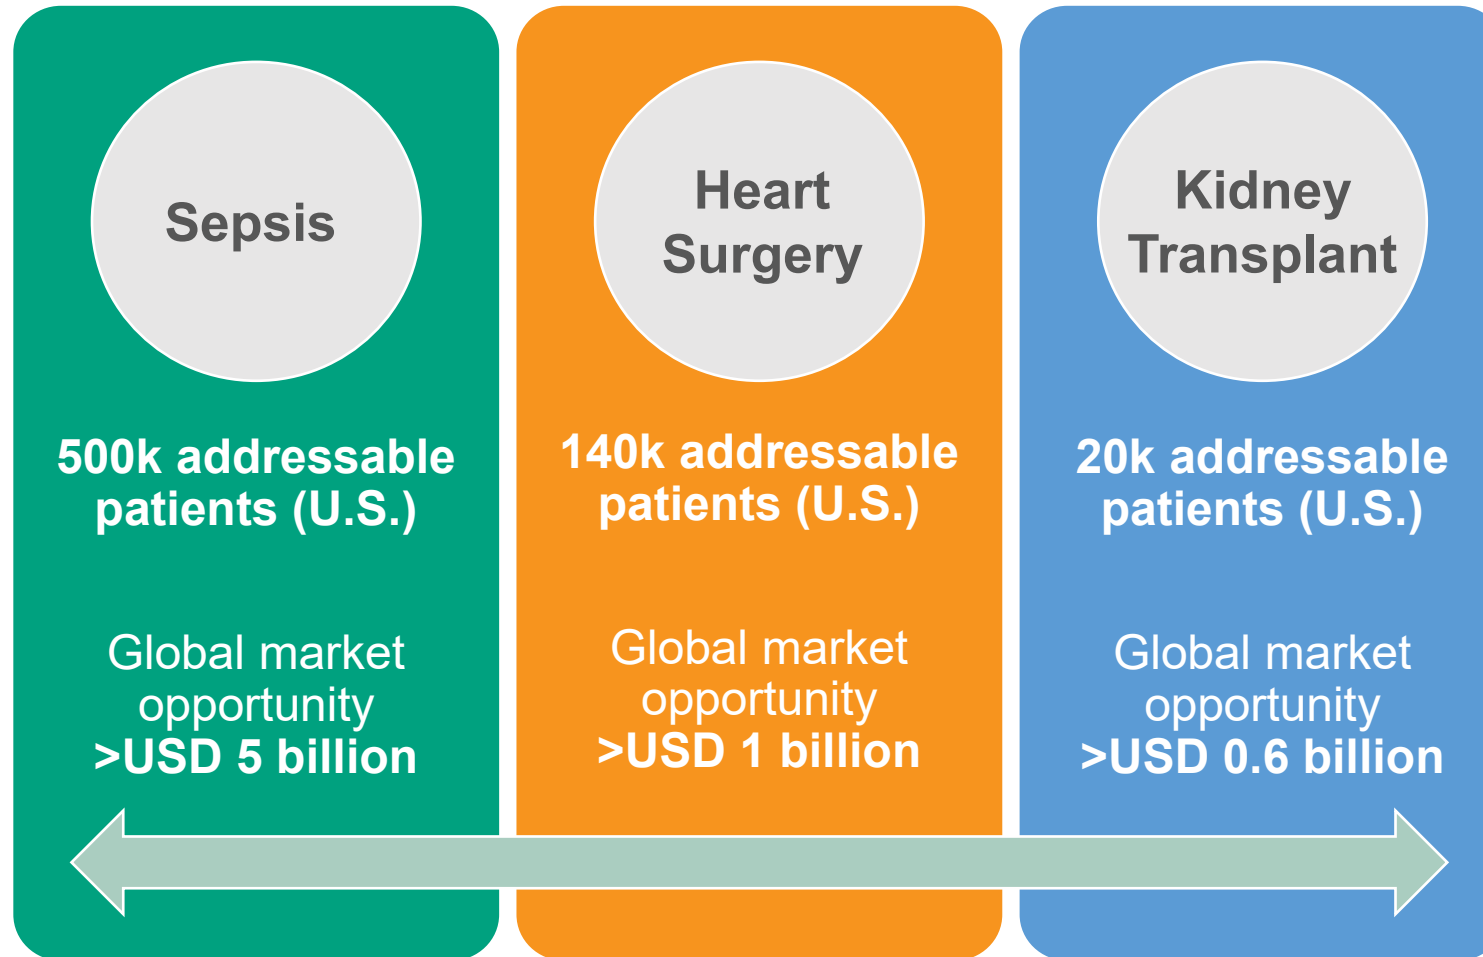 Sepsis
500k addressable
patients (U.S.)
Global market
opportunity
>USD 5 billion
Heart
Surgery
140k addressable
patients (U.S.)
Global market
opportunity
>USD 1 billion
Kidney
Transplant
20k addressable
patients (U.S.)
Global market
opportunity
>USD 0.6 billion